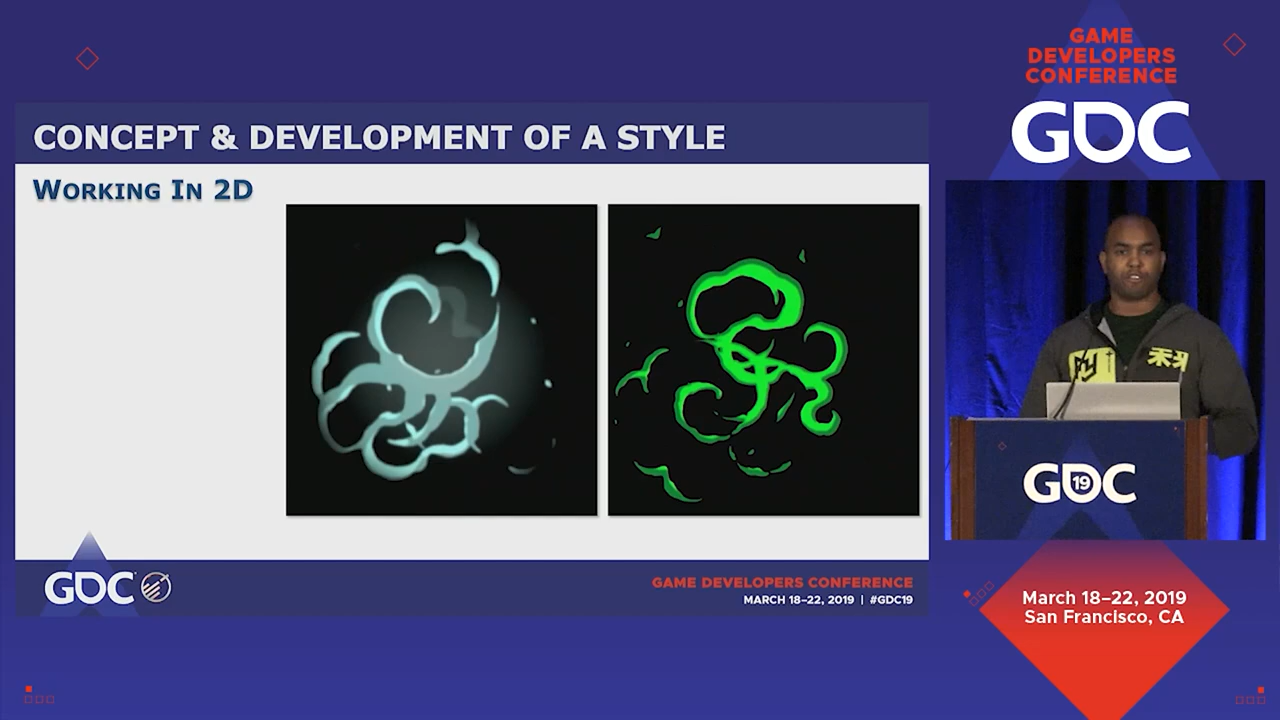 CONCEPT & DEVELOPMENT OF A STYLE
WORKING IN 2D
GDC
GAME DEVELOPERS CONFERENCE
MARCH 18–22, 2019 | #GDC19
GAME
DEVELOPERS
CONFERENCE
GDC
GDC
19
March 18–22, 2019
San Francisco, CA